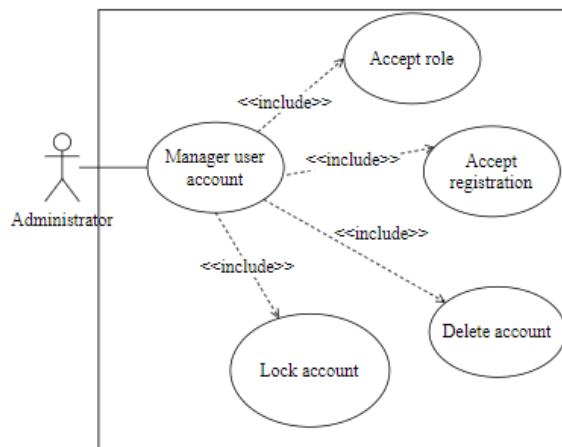 Accept role
<<include>>
Manager user
account
<<include>>
Accept
registration
Administrator
<<include>>
<<include>>
Delete account
Lock account